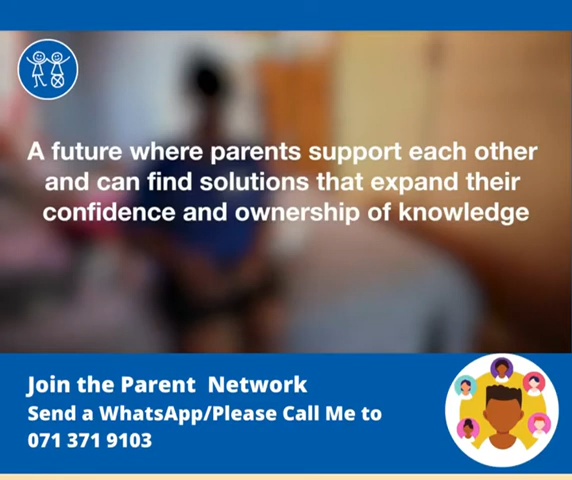 A future where parents support each other
and can find solutions that expand their
confidence and ownership of knowledge
Join the Parent Network
Send a WhatsApp/Please Call Me to
071 371 9103